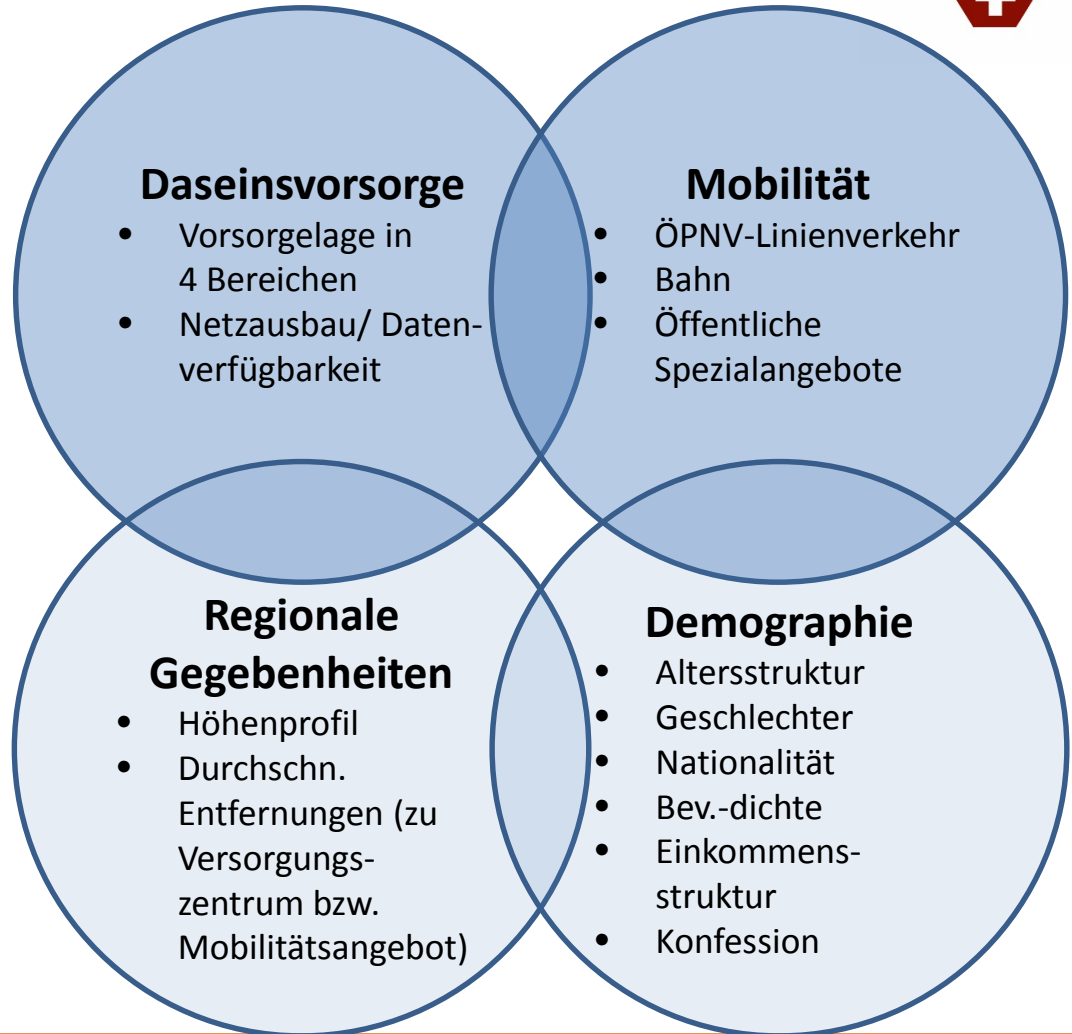 Daseinsvorsorge
• Vorsorgelage in
4 Bereichen
• Netzausbau/ Daten-
verfügbarkeit
Mobilität
• ÖPNV-Linienverkehr
• Bahn
• Öffentliche
Spezialangebote
Regionale
Gegebenheiten
• Höhenprofil
• Durchschn.
Entfernungen (zu
Versorgungs-
zentrum bzw.
Mobilitätsangebot)
Demographie
• Altersstruktur
• Geschlechter
• Nationalität
• Bev.-dichte
• Einkommens-
struktur
• Konfession